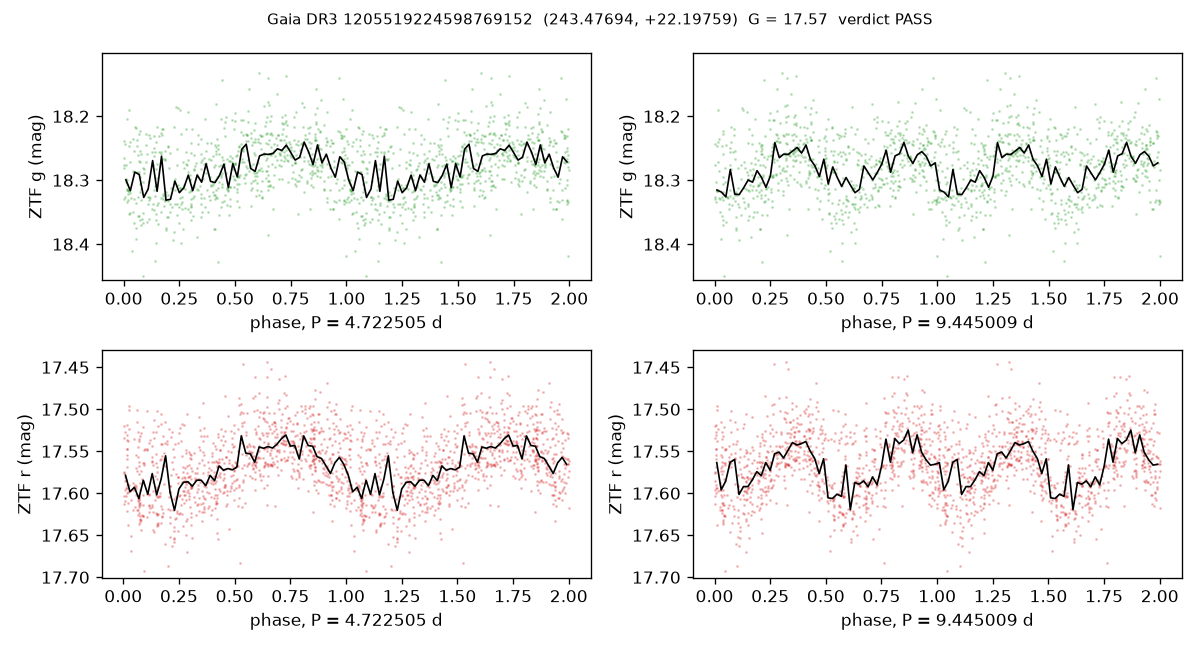 Gaia DR3 1205519224598769152 (243.47694, +22.19759) G = 17.57 verdict PASS
ZTF g (mag)
18.2
18.3
18.4
0.00 0.25 0.50 0.75 1.00 1.25 1.50 1.75 2.00
phase, P = 4.722505 d
ZTF g (mag)
18.2
18.3
18.4
0.00 0.25 0.50 0.75 1.00 1.25 1.50 1.75 2.00
phase, P = 9.445009 d
ZTF r (mag)
17.45
17.50
17.55
17.60
17.65
17.70
0.00 0.25 0.50 0.75 1.00 1.25 1.50 1.75 2.00
phase, P = 4.722505 d
ZTF r (mag)
17.45
17.50
17.55
17.60
17.65
17.70
0.00 0.25 0.50 0.75 1.00 1.25 1.50 1.75 2.00
phase, P = 9.445009 d